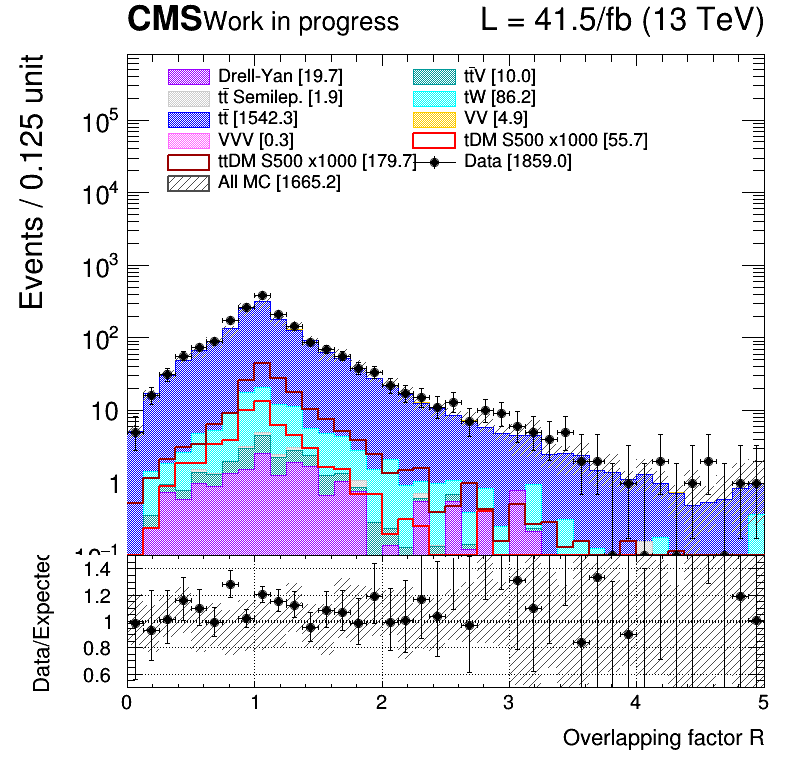 CMS Work in progress L = 41.5/fb (13 TeV)
Events / 0.125 unit
Drell-Yan [19.7] tt̄V [10.0]
tt̄ Semilep. [1.9] tW [86.2]
tt̄ [1542.3] VV [4.9]
VVV [0.3] tDM S500 x1000 [55.7]
ttDM S500 x1000 [179.7] Data [1859.0]
All MC [1665.2]
10⁵
10⁴
10³
10²
10
1
10⁻¹
Data/Expected
1.4
1.2
1
0.8
0.6
0 1 2 3 4 5
Overlapping factor R